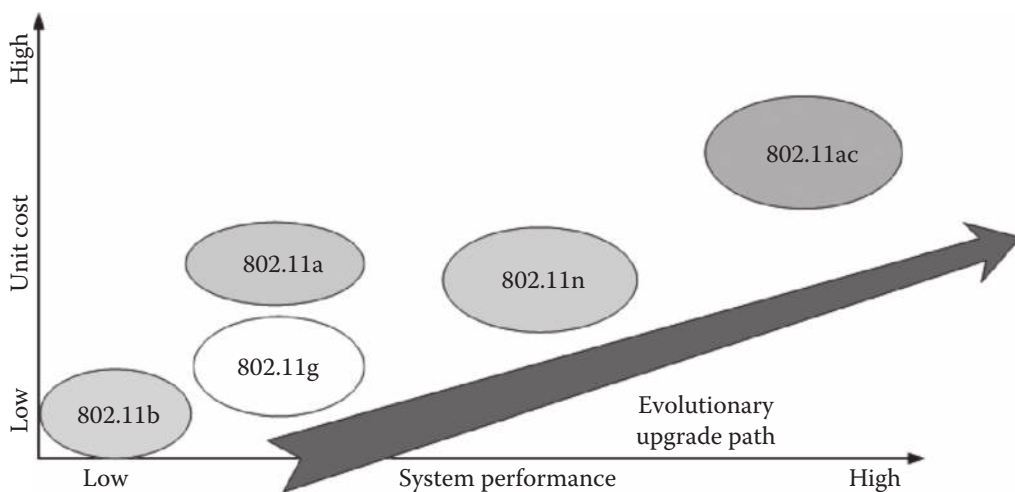 High
Unit cost
Low
802.11ac
802.11a
802.11n
802.11g
802.11b
Evolutionary
upgrade path
Low
System performance
High